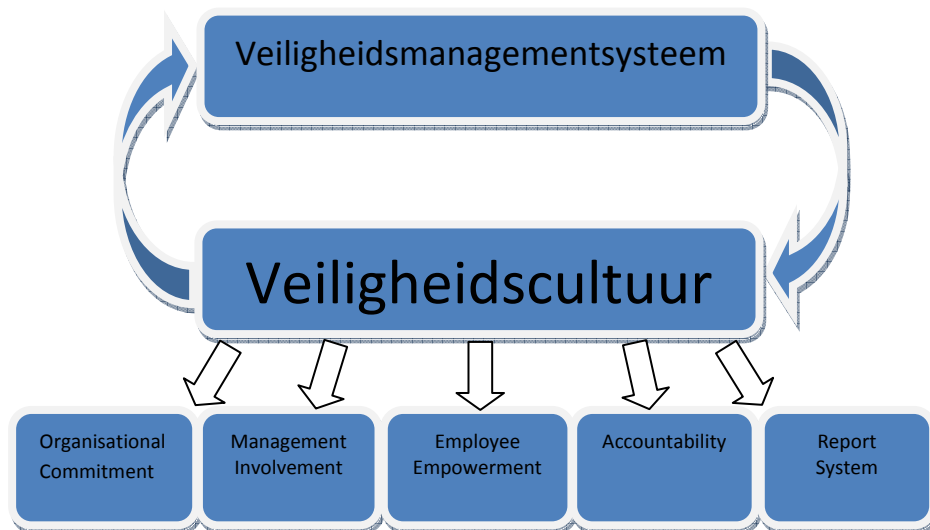 Veiligheidsmanagementsysteem
Veiligheidscultuur
Organisational
Commitment
Management
Involvement
Employee
Empowerment
Accountability
Report
System